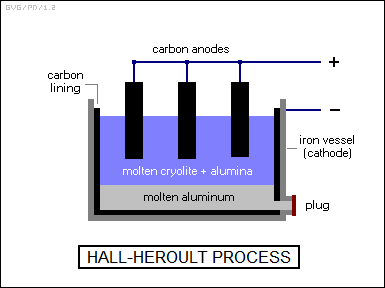 GVG/PD/1.2
carbon anodes
+
carbon
lining
−
iron vessel
(cathode)
molten cryolite + alumina
molten aluminum
plug
HALL-HEROULT PROCESS